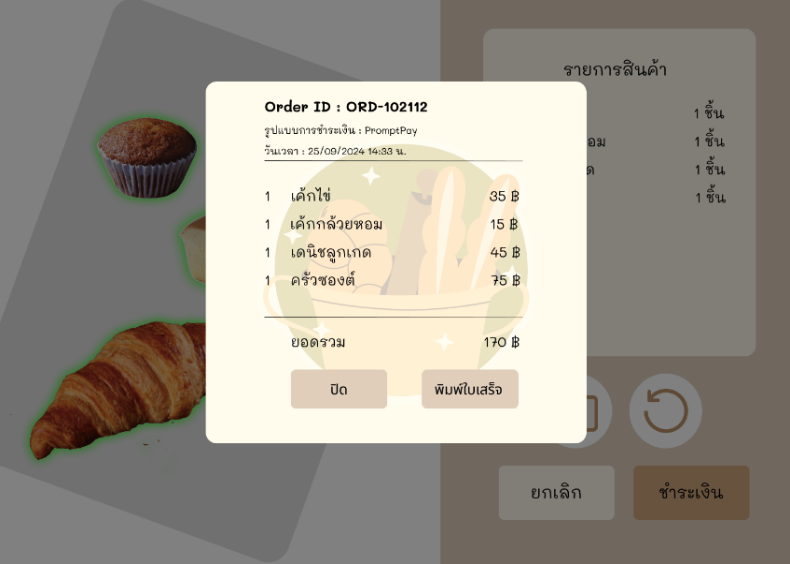 รายการสินค้า
1 ชิ้น
อม 1 ชิ้น
ด 1 ชิ้น
1 ชิ้น
Order ID : ORD-102112
รูปแบบการชำระเงิน : PromptPay
วันเวลา : 25/09/2024 14:33 น.
1 เค้กไข่ 35 ฿
1 เค้กกล้วยหอม 15 ฿
1 เดนิชลูกเกด 45 ฿
1 ครัวซองต์ 75 ฿
ยอดรวม 170 ฿
ปิด พิมพ์ใบเสร็จ
ยกเลิก ชำระเงิน